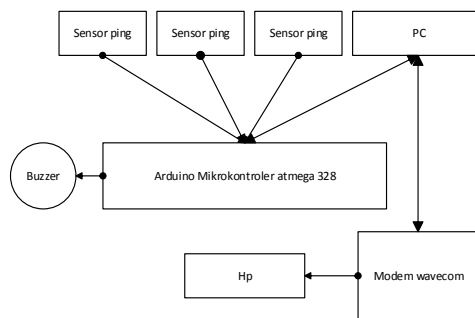 Sensor ping
Sensor ping
Sensor ping
PC
Buzzer
Arduino Mikrokontroler atmega 328
Hp
Modem wavecom